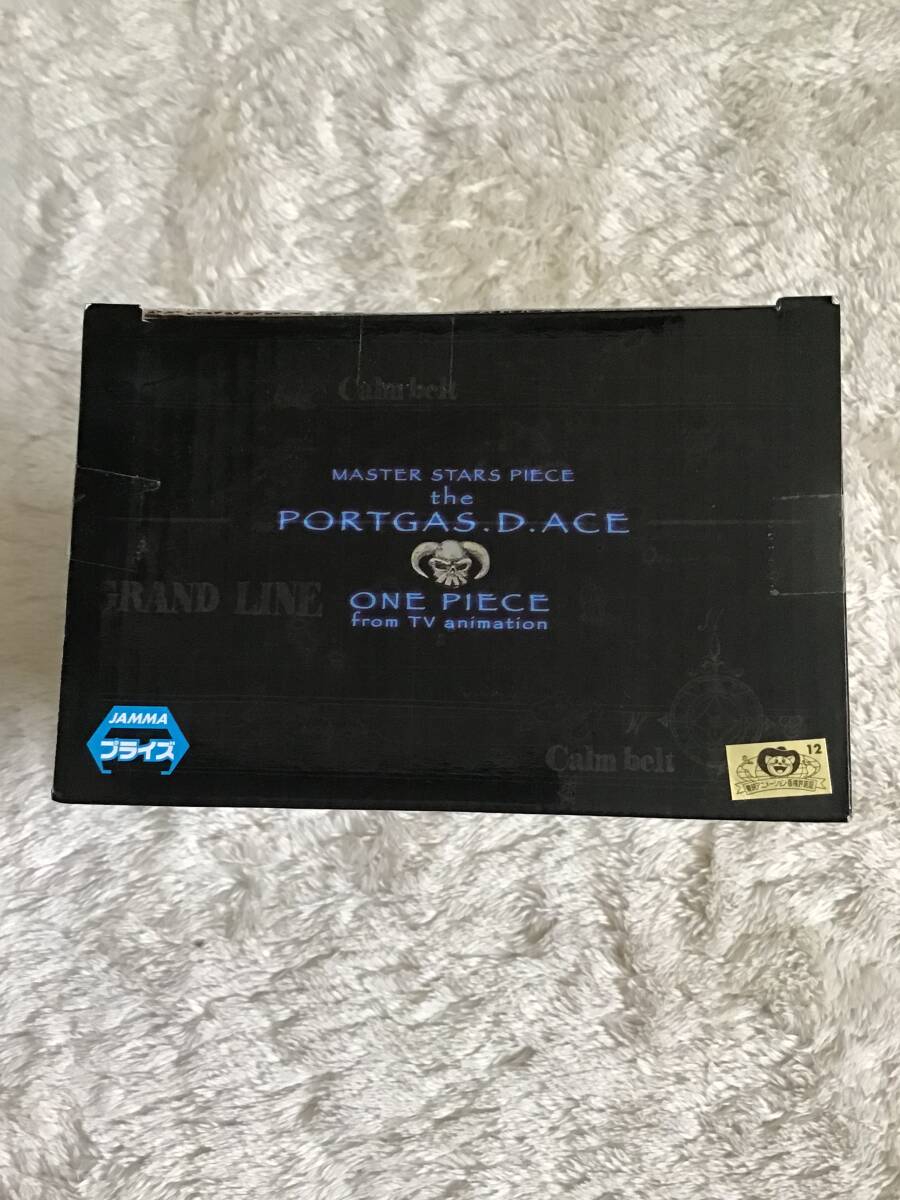 Calm belt
MASTER STARS PIECE
the
PORTGAS.D.ACE
GRAND LINE
ONE PIECE
from TV animation
JAMMA
プライズ
N
Calm belt
12